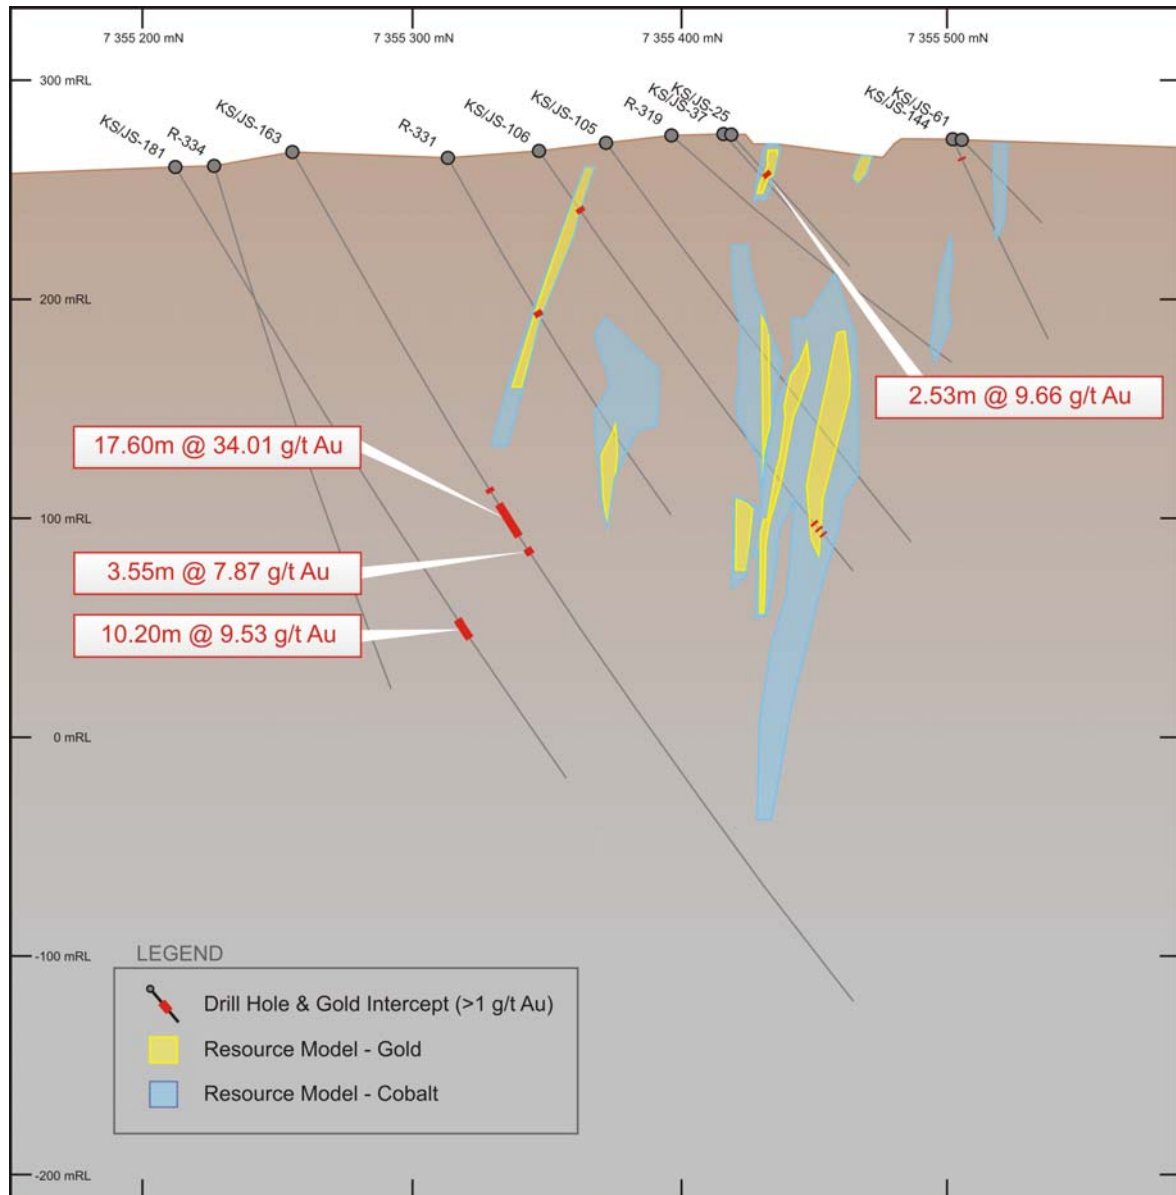 7 355 200 mN
7 355 300 mN
7 355 400 mN
7 355 500 mN
300 mRL
KS/JS-181
R-334
KS/JS-163
R-331
KS/JS-106
KS/JS-105
R-319
KS/JS-37
KS/JS-25
KS/JS-144
KS/JS-61
200 mRL
2.53m @ 9.66 g/t Au
17.60m @ 34.01 g/t Au
100 mRL
3.55m @ 7.87 g/t Au
10.20m @ 9.53 g/t Au
0 mRL
-100 mRL
LEGEND
Drill Hole & Gold Intercept (>1 g/t Au)
Resource Model - Gold
Resource Model - Cobalt
-200 mRL